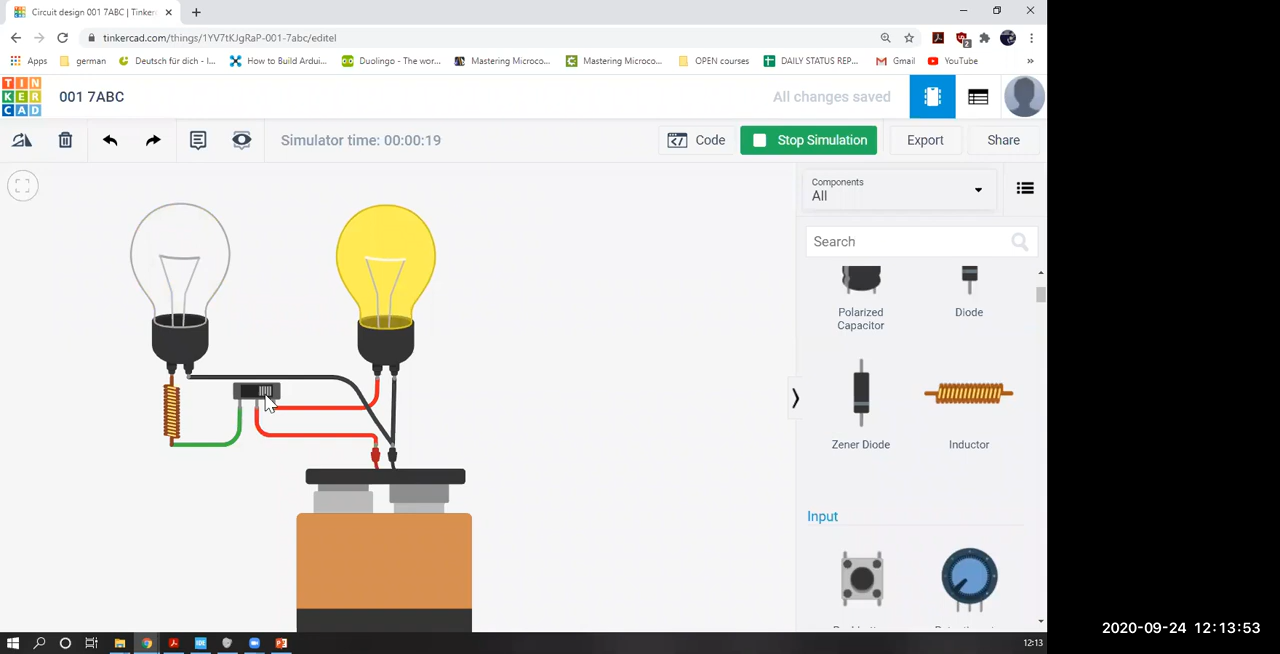 Circuit design 001 7ABC | Tinker
tinkercad.com/things/1YV7tKJgRaP-001-7abc/editel
Apps german Deutsch für dich - I... How to Build Ardui... Duolingo - The wor... Mastering Microco... Mastering Microco... OPEN courses DAILY STATUS REP... Gmail YouTube »
TIN
KER
CAD
001 7ABC
All changes saved
Simulator time: 00:00:19
Code
Stop Simulation
Export
Share
Components
All
Search
Polarized
Capacitor
Diode
Zener Diode
Inductor
Input
12:13
2020-09-24 12:13:53